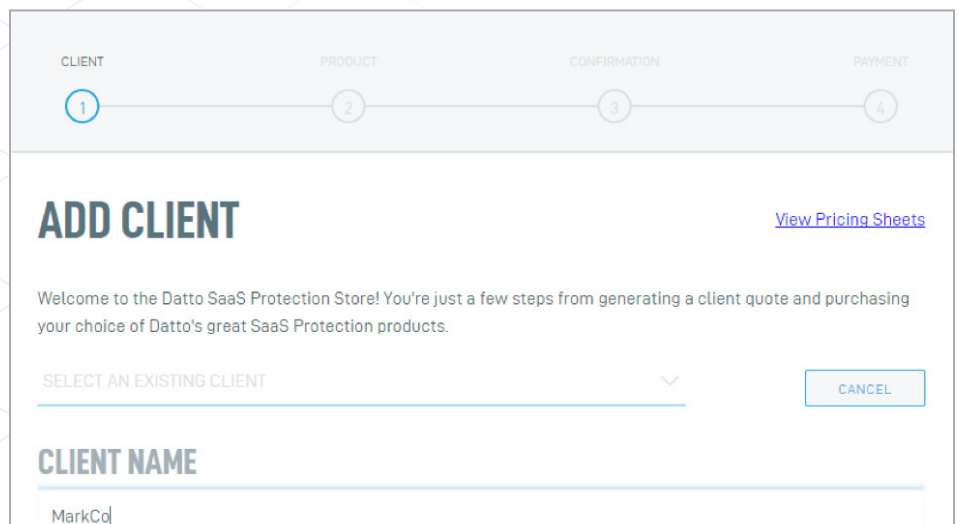 CLIENT PRODUCT CONFIRMATION PAYMENT
1 2 3 4
ADD CLIENT
View Pricing Sheets
Welcome to the Datto SaaS Protection Store! You're just a few steps from generating a client quote and purchasing
your choice of Datto's great SaaS Protection products.
SELECT AN EXISTING CLIENT
CANCEL
CLIENT NAME
MarkCo